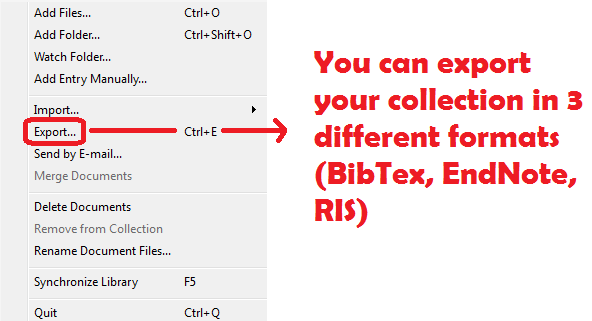 Add Files... Ctrl+O
Add Folder... Ctrl+Shift+O
Watch Folder...
Add Entry Manually...
Import...
Export... Ctrl+E
Send by E-mail...
Merge Documents
Delete Documents
Remove from Collection
Rename Document Files...
Synchronize Library F5
Quit Ctrl+Q
You can export
your collection in 3
different formats
(BibTex, EndNote,
RIS)